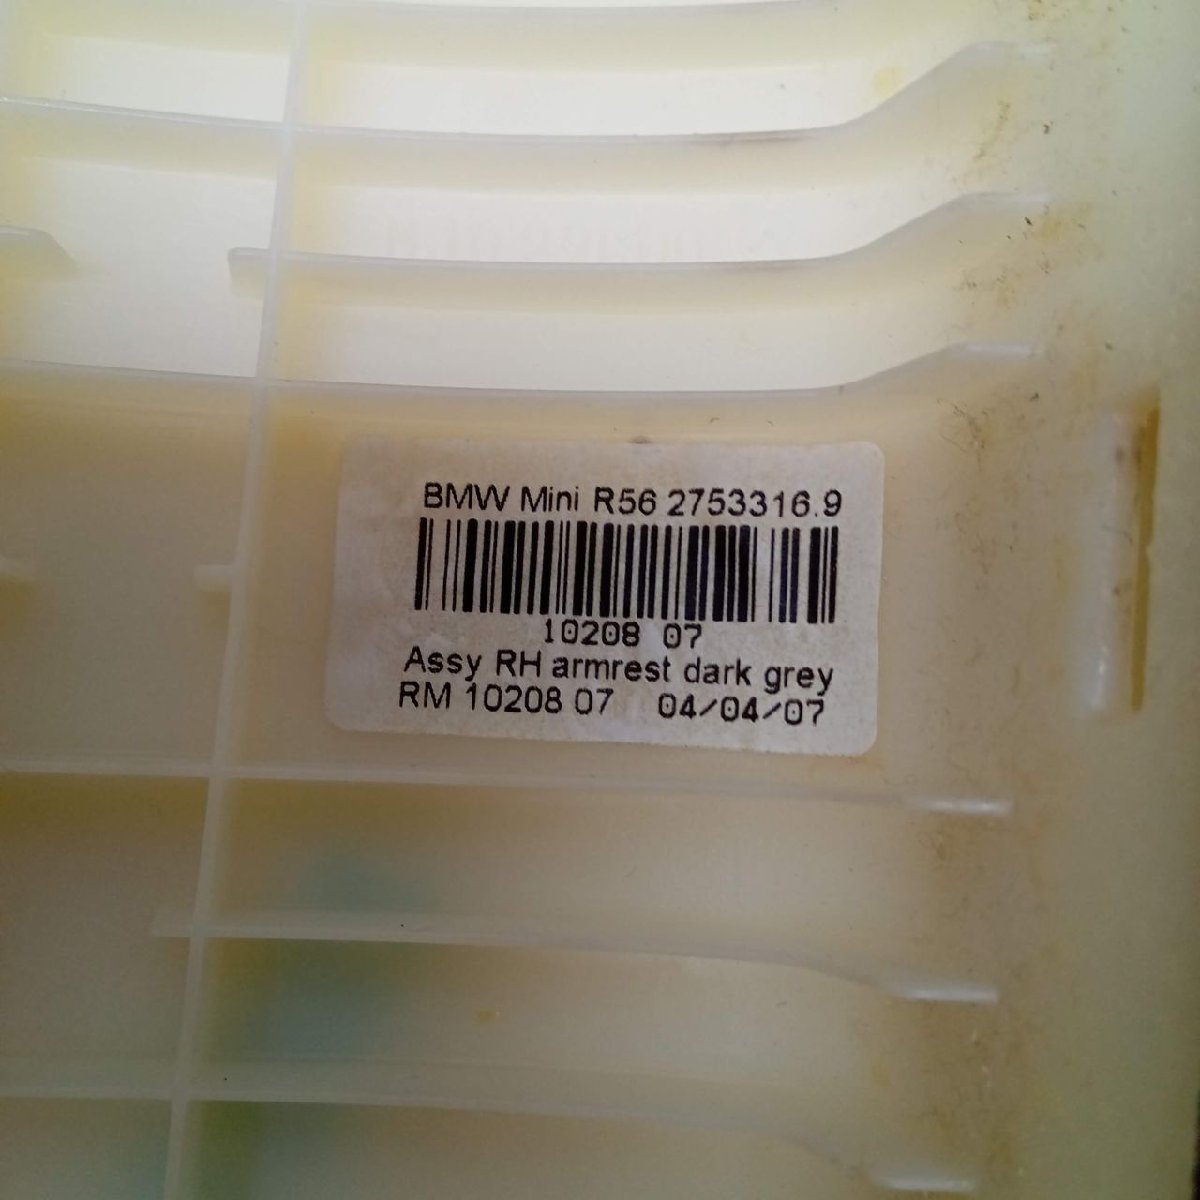 BMW Mini R56 2753316.9
10208 07
Assy RH armrest dark grey
RM 10208 07 04/04/07